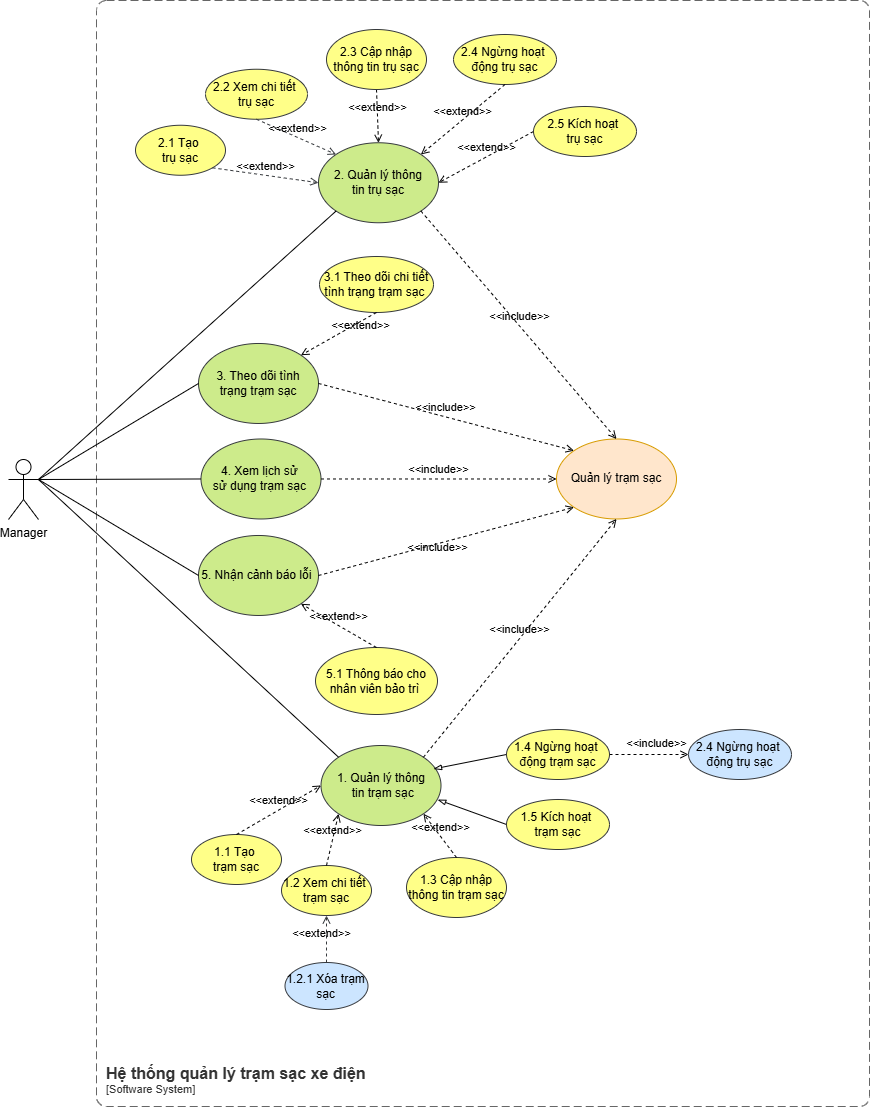 2.3 Cập nhập
thông tin trụ sạc
2.4 Ngừng hoạt
động trụ sạc
2.2 Xem chi tiết
trụ sạc
<<extend>>
<<extend>>
2.5 Kích hoạt
trụ sạc
2.1 Tạo
trụ sạc
<<extend>>
<<extend>>
<<extend>>
2. Quản lý thông
tin trụ sạc
3.1 Theo dõi chi tiết
tình trạng trạm sạc
<<extend>>
<<include>>
3. Theo dõi tình
trạng trạm sạc
<<include>>
4. Xem lịch sử
sử dụng trạm sạc
<<include>>
Quản lý trạm sạc
Manager
5. Nhận cảnh báo lỗi
<<include>>
<<extend>>
<<include>>
5.1 Thông báo cho
nhân viên bảo trì
1.4 Ngừng hoạt
động trạm sạc
<<include>>
2.4 Ngừng hoạt
động trụ sạc
1. Quản lý thông
tin trạm sạc
<<extend>>
1.5 Kích hoạt
trạm sạc
<<extend>>
<<extend>>
1.1 Tạo
trạm sạc
1.2 Xem chi tiết
trạm sạc
1.3 Cập nhập
thông tin trạm sạc
<<extend>>
1.2.1 Xóa trạm
sạc
Hệ thống quản lý trạm sạc xe điện
[Software System]